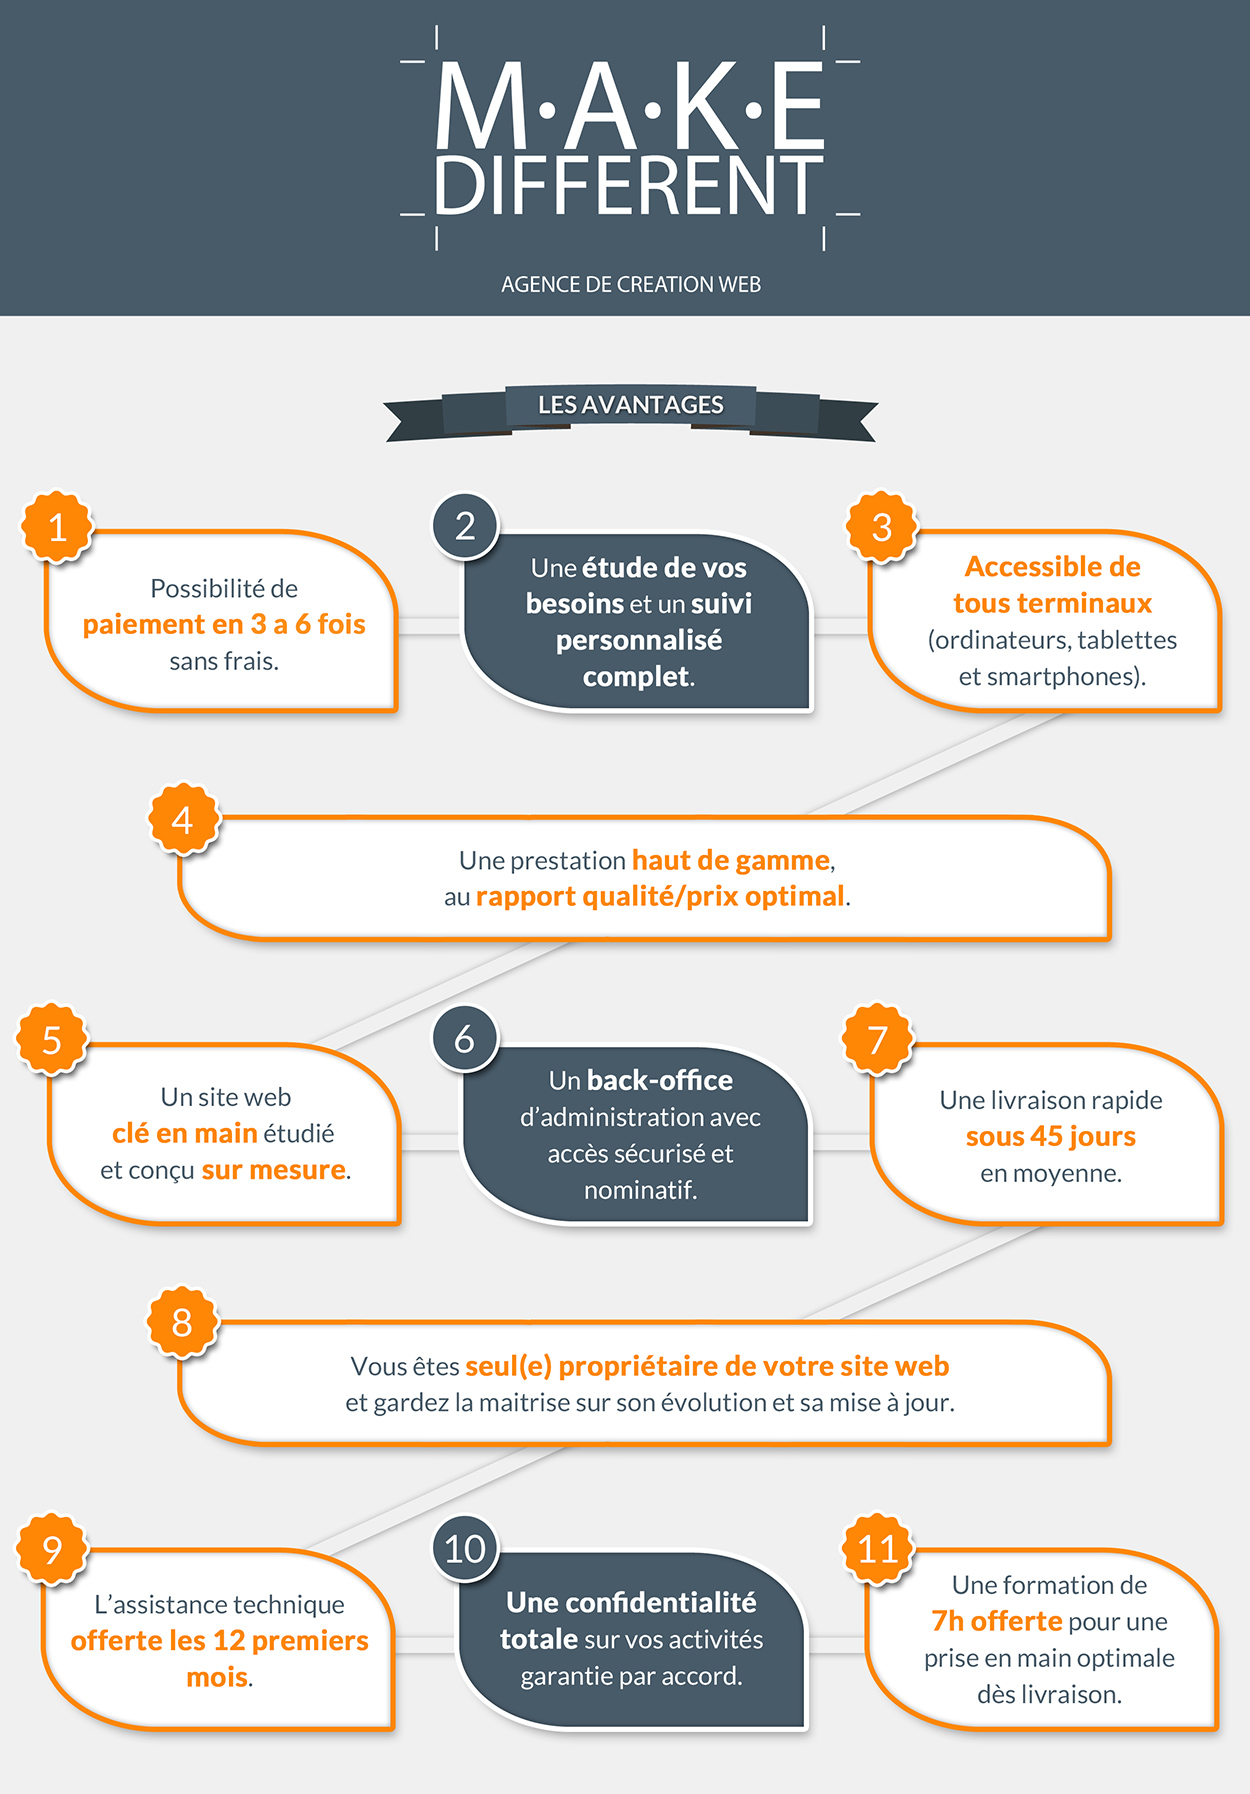 M·A·K·E
DIFFERENT
AGENCE DE CREATION WEB
LES AVANTAGES
1
Possibilité de
paiement en 3 a 6 fois
sans frais.
2
Une étude de vos
besoins et un suivi
personnalisé
complet.
3
Accessible de
tous terminaux
(ordinateurs, tablettes
et smartphones).
4
Une prestation haut de gamme,
au rapport qualité/prix optimal.
5
Un site web
clé en main étudié
et conçu sur mesure.
6
Un back-office
d’administration avec
accès sécurisé et
nominatif.
7
Une livraison rapide
sous 45 jours
en moyenne.
8
Vous êtes seul(e) propriétaire de votre site web
et gardez la maitrise sur son évolution et sa mise à jour.
9
L’assistance technique
offerte les 12 premiers
mois.
10
Une confidentialité
totale sur vos activités
garantie par accord.
11
Une formation de
7h offerte pour une
prise en main optimale
dès livraison.